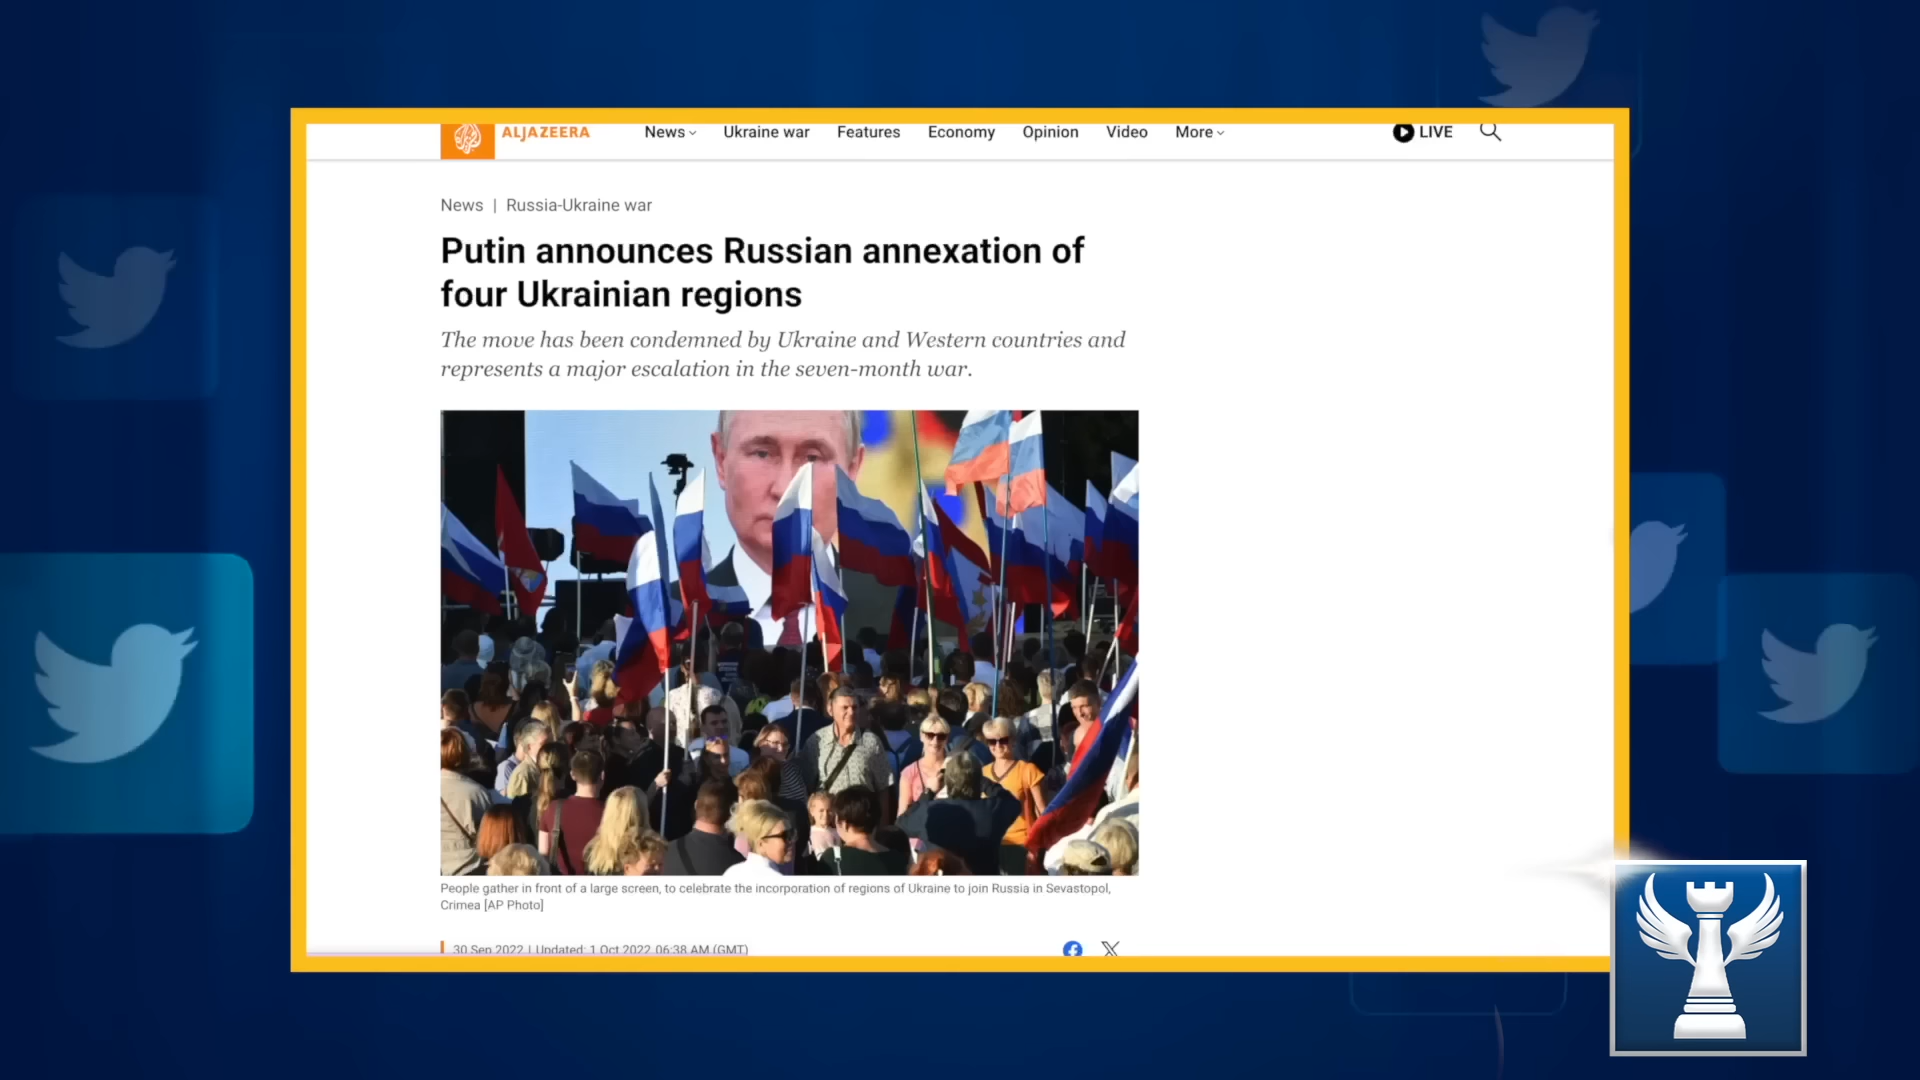 ALJAZEERA
News Ukraine war Features Economy Opinion Video More LIVE
News | Russia-Ukraine war
Putin announces Russian annexation of
four Ukrainian regions
The move has been condemned by Ukraine and Western countries and
represents a major escalation in the seven-month war.
People gather in front of a large screen, to celebrate the incorporation of regions of Ukraine to join Russia in Sevastopol,
Crimea [AP Photo]
30 Sep 2022 | Updated: 1 Oct 2022 06:38 AM (GMT)